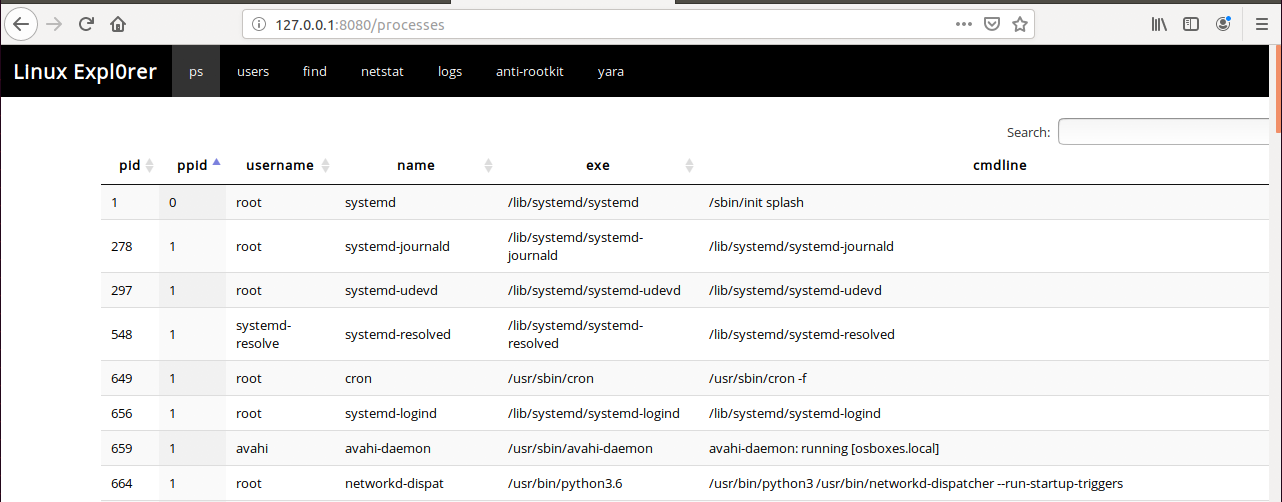 127.0.0.1:8080/processes
Linux Expl0rer ps users find netstat logs anti-rootkit yara
Search:
pid ppid username name exe cmdline
1 0 root systemd /lib/systemd/systemd /sbin/init splash
278 1 root systemd-journald /lib/systemd/systemd-journald /lib/systemd/systemd-journald
297 1 root systemd-udevd /lib/systemd/systemd-udevd /lib/systemd/systemd-udevd
548 1 systemd-resolve systemd-resolved /lib/systemd/systemd-resolved /lib/systemd/systemd-resolved
649 1 root cron /usr/sbin/cron /usr/sbin/cron -f
656 1 root systemd-logind /lib/systemd/systemd-logind /lib/systemd/systemd-logind
659 1 avahi avahi-daemon /usr/sbin/avahi-daemon avahi-daemon: running [osboxes.local]
664 1 root networkd-dispat /usr/bin/python3.6 /usr/bin/python3 /usr/bin/networkd-dispatcher --run-startup-triggers